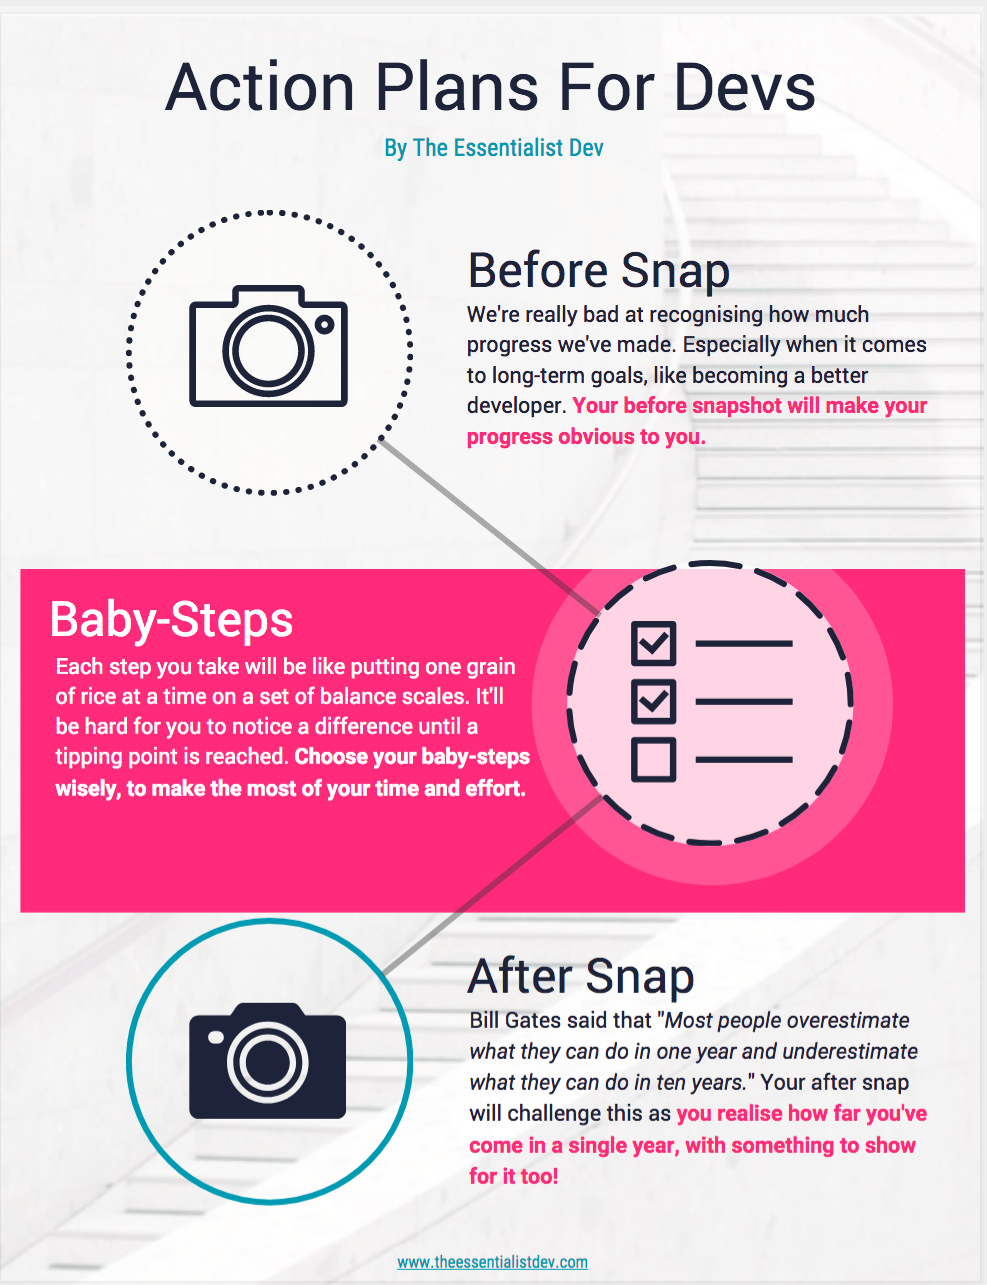 Action Plans For Devs
By The Essentialist Dev
Before Snap
We're really bad at recognising how much
progress we've made. Especially when it comes
to long-term goals, like becoming a better
developer. Your before snapshot will make your
progress obvious to you.
Baby-Steps
Each step you take will be like putting one grain
of rice at a time on a set of balance scales. It'll
be hard for you to notice a difference until a
tipping point is reached. Choose your baby-steps
wisely, to make the most of your time and effort.
After Snap
Bill Gates said that "Most people overestimate
what they can do in one year and underestimate
what they can do in ten years." Your after snap
will challenge this as you realise how far you've
come in a single year, with something to show
for it too!
www.theessentialistdev.com